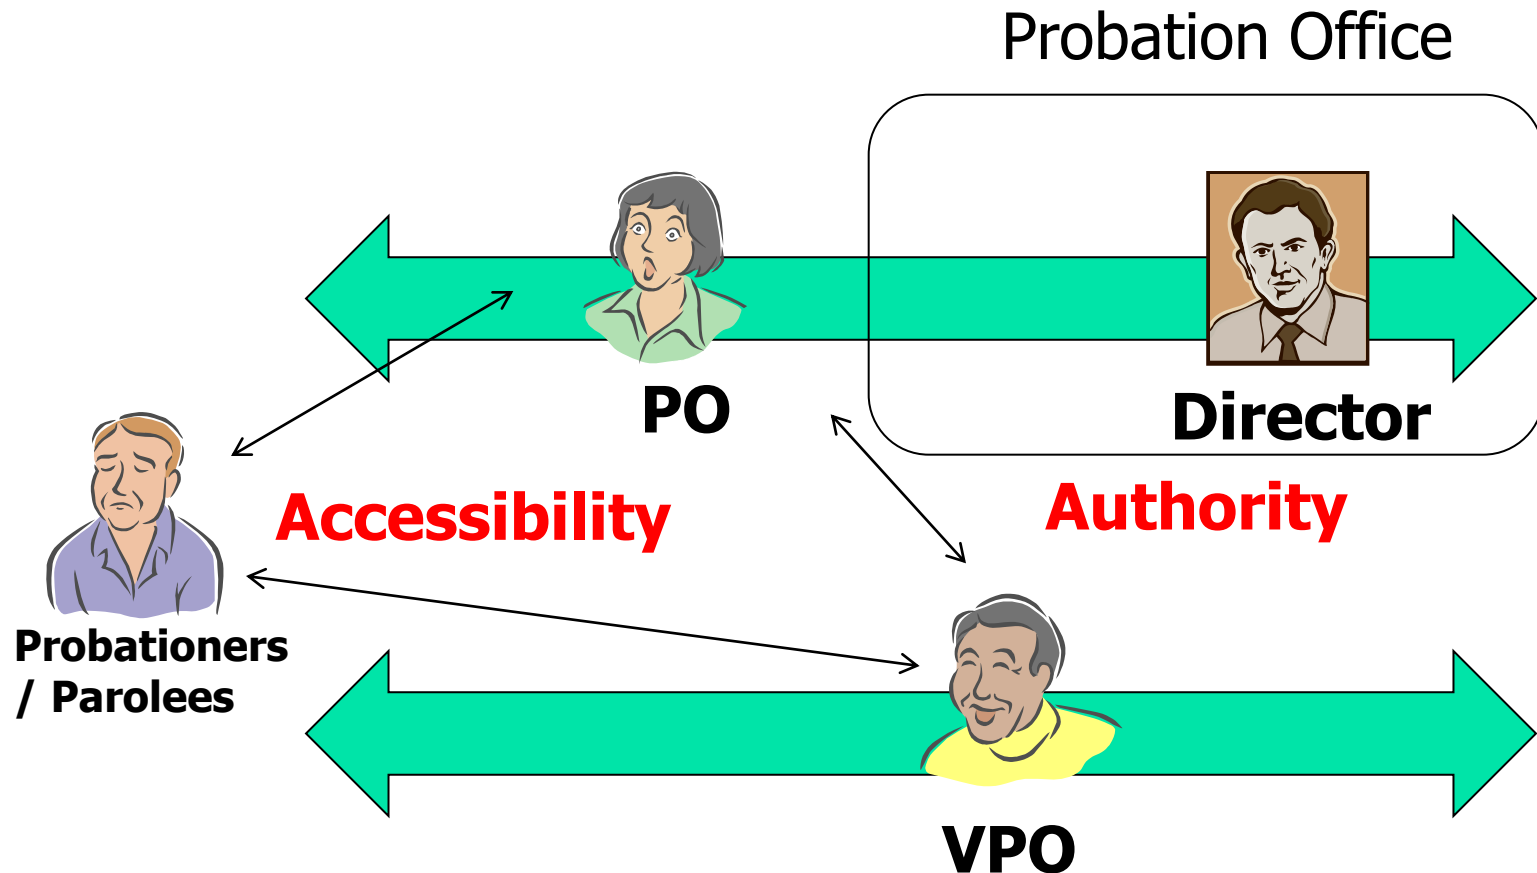 Probation Office
PO
Director
Accessibility
Authority
Probationers
/ Parolees
VPO